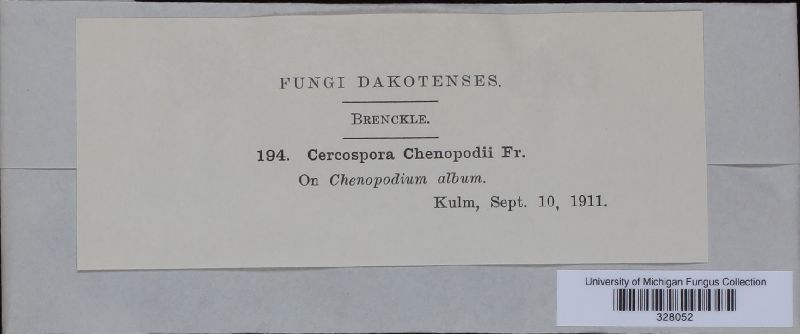 FUNGI DAKOTENSES.
BRENCKLE.
194. Cercospora Chenopodii Fr.
On Chenopodium album.
Kulm, Sept. 10, 1911.
University of Michigan Fungus Collection
328052